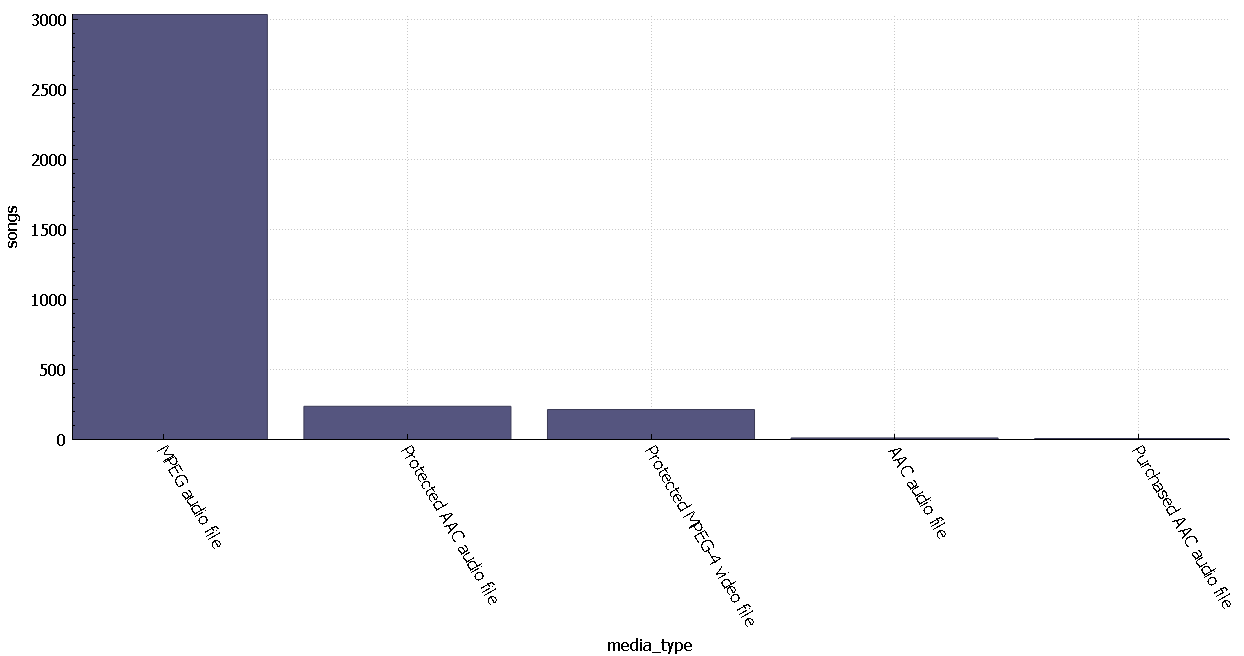 3000
2500
2000
1500
1000
500
0
songs
MPEG audio file
Protected AAC audio file
Protected MPEG-4 video file
AAC audio file
Purchased AAC audio file
media_type